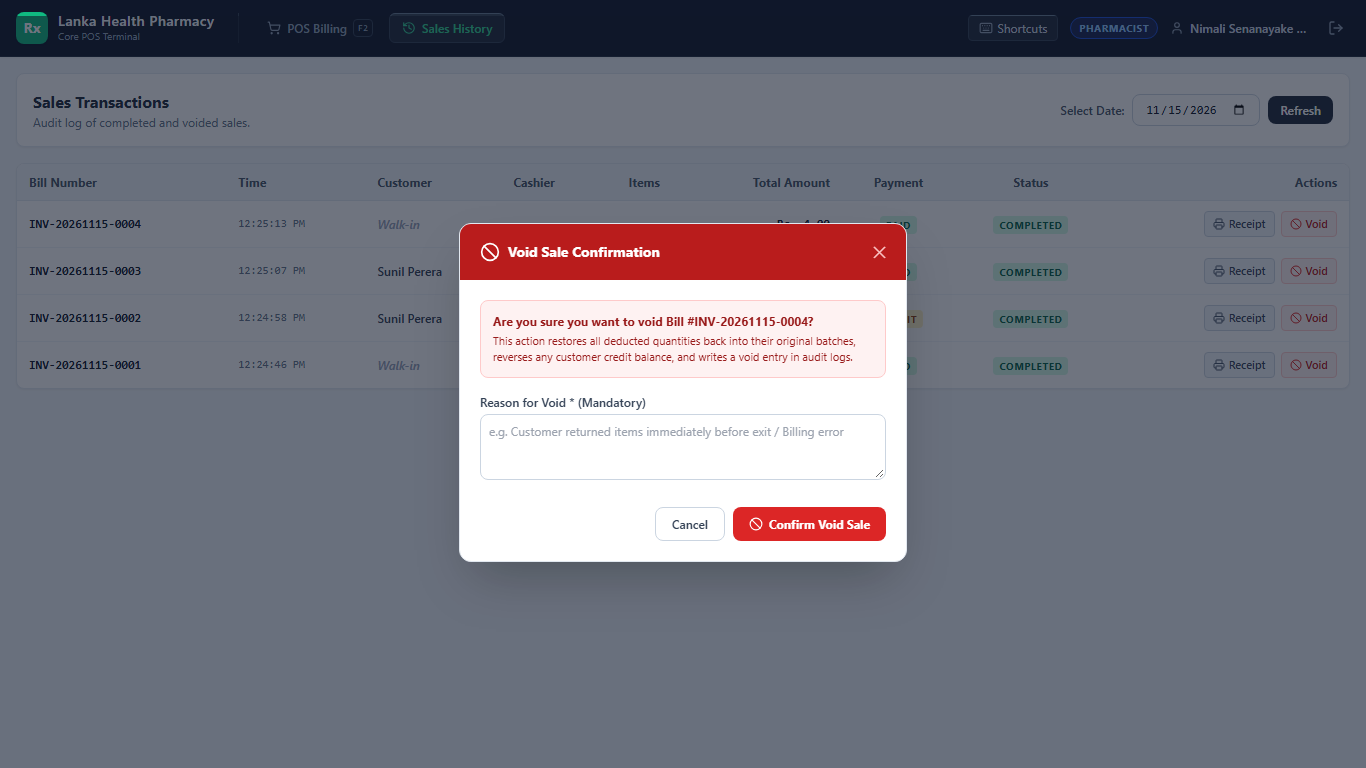 Rx
Lanka Health Pharmacy
Core POS Terminal
POS Billing F2
Sales History
Shortcuts
PHARMACIST
Nimali Senanayake ...
Sales Transactions
Audit log of completed and voided sales.
Select Date: 11/15/2026
Refresh
Bill Number Time Customer Cashier Items Total Amount Payment Status Actions
INV-20261115-0004 12:25:13 PM Walk-in COMPLETED Receipt Void
INV-20261115-0003 12:25:07 PM Sunil Perera COMPLETED Receipt Void
INV-20261115-0002 12:24:58 PM Sunil Perera COMPLETED Receipt Void
INV-20261115-0001 12:24:46 PM Walk-in COMPLETED Receipt Void
Void Sale Confirmation
Are you sure you want to void Bill #INV-20261115-0004?
This action restores all deducted quantities back into their original batches,
reverses any customer credit balance, and writes a void entry in audit logs.
Reason for Void * (Mandatory)
e.g. Customer returned items immediately before exit / Billing error
Cancel
Confirm Void Sale